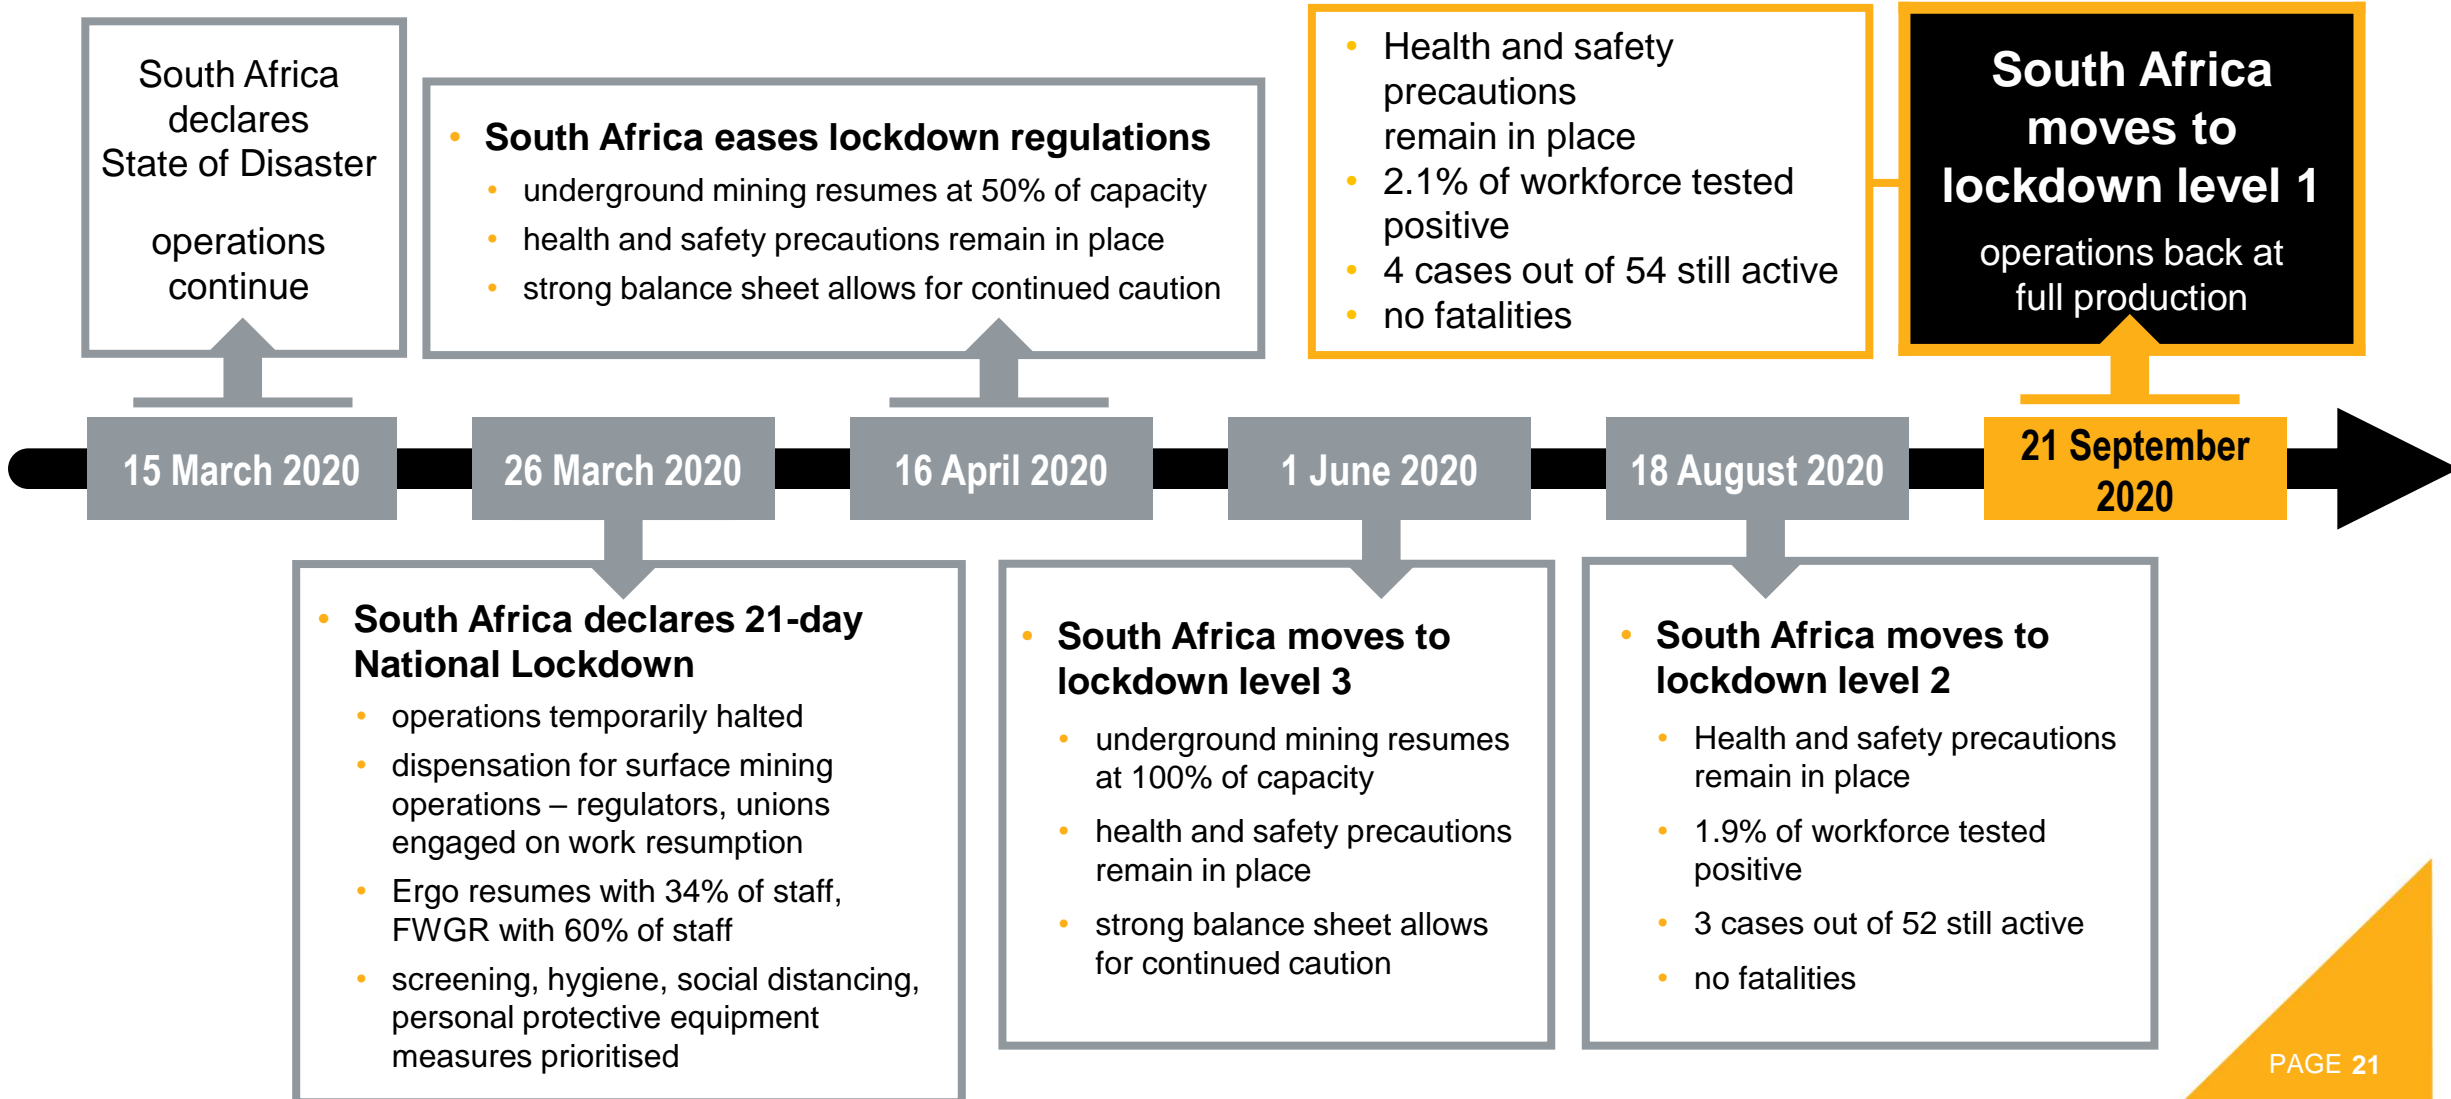 South Africa
declares
State of Disaster
operations
continue
• South Africa eases lockdown regulations
• underground mining resumes at 50% of capacity
• health and safety precautions remain in place
• strong balance sheet allows for continued caution
• Health and safety
precautions
remain in place
• 2.1% of workforce tested
positive
• 4 cases out of 54 still active
• no fatalities
South Africa
moves to
lockdown level 1
operations back at
full production
15 March 2020
26 March 2020
16 April 2020
1 June 2020
18 August 2020
21 September
2020
• South Africa declares 21-day
National Lockdown
• operations temporarily halted
• dispensation for surface mining
operations – regulators, unions
engaged on work resumption
• Ergo resumes with 34% of staff,
FWGR with 60% of staff
• screening, hygiene, social distancing,
personal protective equipment
measures prioritised
• South Africa moves to
lockdown level 3
• underground mining resumes
at 100% of capacity
• health and safety precautions
remain in place
• strong balance sheet allows
for continued caution
• South Africa moves to
lockdown level 2
• Health and safety precautions
remain in place
• 1.9% of workforce tested
positive
• 3 cases out of 52 still active
• no fatalities
PAGE 21